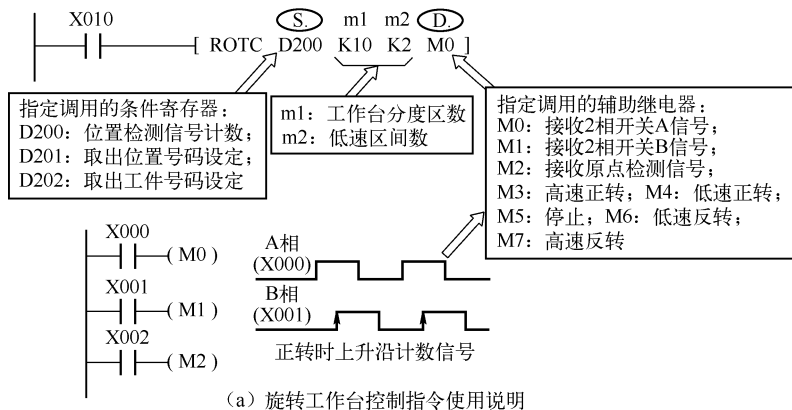 S. m1 m2 D.
X010
[ ROTC D200 K10 K2 M0 ]
指定调用的条件寄存器：
D200：位置检测信号计数；
D201：取出位置号码设定；
D202：取出工件号码设定
m1：工作台分度区数
m2：低速区间数
指定调用的辅助继电器：
M0：接收2相开关A信号；
M1：接收2相开关B信号；
M2：接收原点检测信号；
M3：高速正转；M4：低速正转；
M5：停止；M6：低速反转；
M7：高速反转
X000
( M0 )
X001
( M1 )
X002
( M2 )
A相
(X000)
B相
(X001)
正转时上升沿计数信号
（a）旋转工作台控制指令使用说明